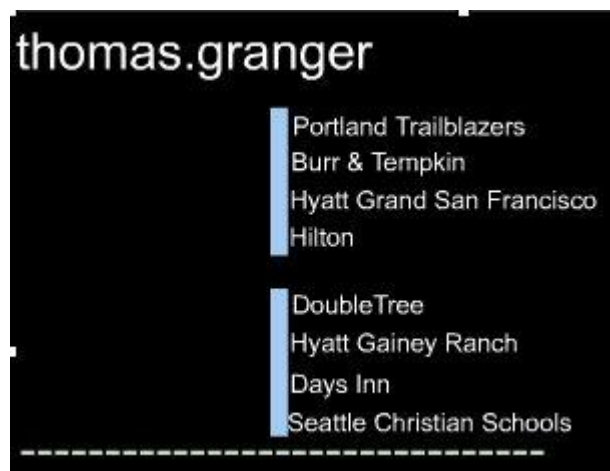 thomas.granger
Portland Trailblazers
Burr & Tempkin
Hyatt Grand San Francisco
Hilton
DoubleTree
Hyatt Gainey Ranch
Days Inn
Seattle Christian Schools